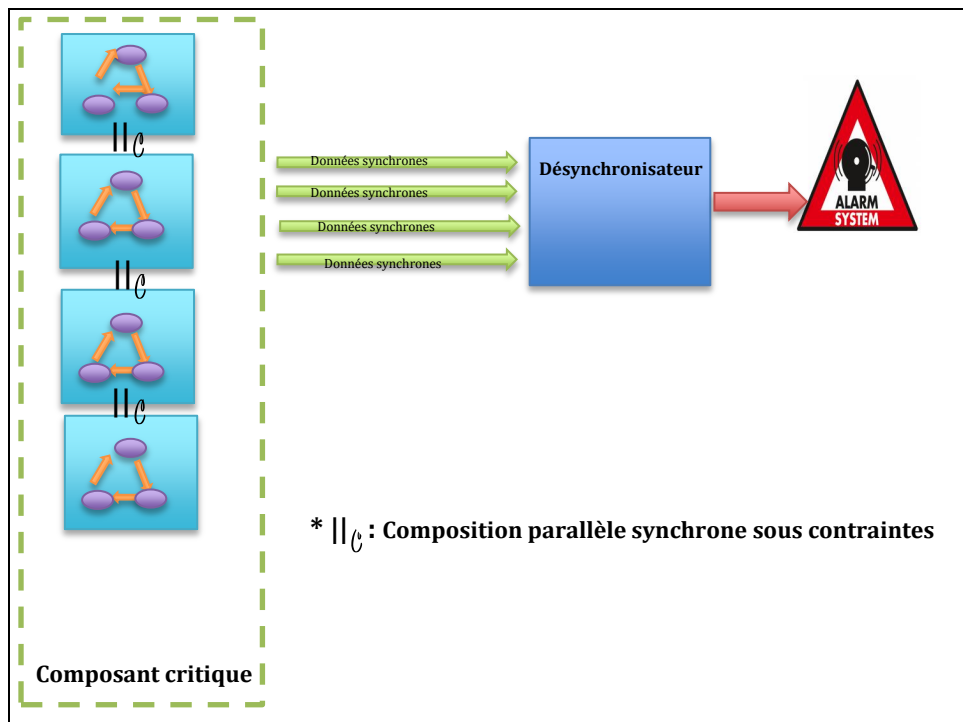 ||𝒞
Données synchrones
Désynchronisateur
Données synchrones
ALARM
SYSTEM
Données synchrones
||𝒞
Données synchrones
||𝒞
* ||𝒞 : Composition parallèle synchrone sous contraintes
Composant critique